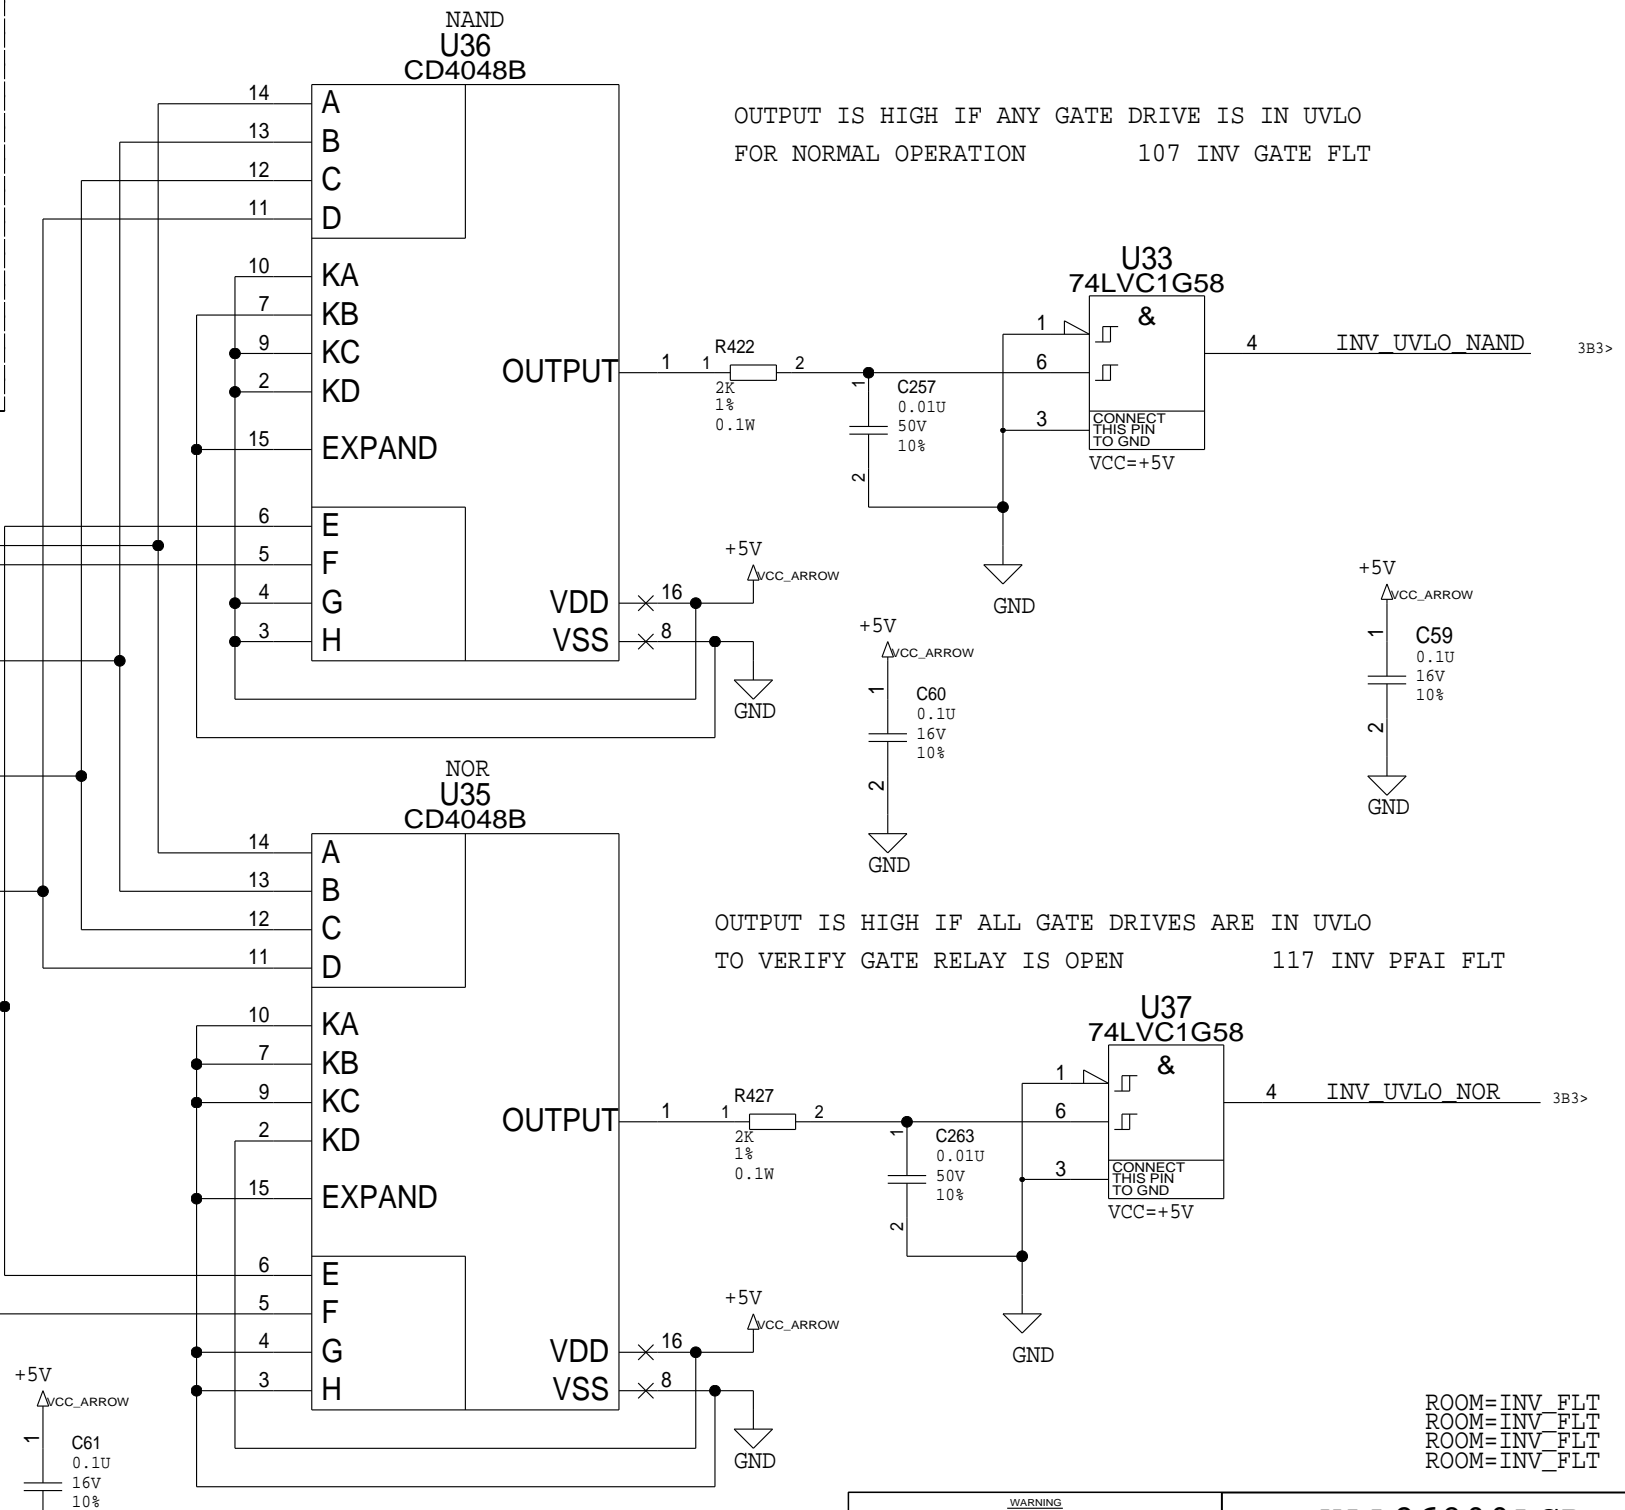 NAND
U36
CD4048B
14 A
13 B
12 C
11 D
10 KA
7 KB
9 KC
2 KD
15 EXPAND
6 E
5 F
4 G
3 H
OUTPUT 1
VDD 16
VSS 8
+5V
VCC_ARROW
GND
OUTPUT IS HIGH IF ANY GATE DRIVE IS IN UVLO
FOR NORMAL OPERATION 107 INV GATE FLT
1 R422 2
2K
1%
0.1W
1 C257
0.01U
50V
10%
2
U33
74LVC1G58
&
1
6
3 CONNECT
THIS PIN
TO GND
VCC=+5V
4 INV_UVLO_NAND 3B3>
GND
+5V
VCC_ARROW
1 C60
0.1U
16V
10%
2
GND
+5V
VCC_ARROW
1 C59
0.1U
16V
10%
2
GND
NOR
U35
CD4048B
14 A
13 B
12 C
11 D
10 KA
7 KB
9 KC
2 KD
15 EXPAND
6 E
5 F
4 G
3 H
OUTPUT 1
VDD 16
VSS 8
+5V
VCC_ARROW
GND
OUTPUT IS HIGH IF ALL GATE DRIVES ARE IN UVLO
TO VERIFY GATE RELAY IS OPEN 117 INV PFAI FLT
1 R427 2
2K
1%
0.1W
1 C263
0.01U
50V
10%
2
U37
74LVC1G58
&
1
6
3 CONNECT
THIS PIN
TO GND
VCC=+5V
4 INV_UVLO_NOR 3B3>
GND
+5V
VCC_ARROW
1 C61
0.1U
16V
10%
ROOM=INV_FLT
ROOM=INV_FLT
ROOM=INV_FLT
ROOM=INV_FLT
WARNING